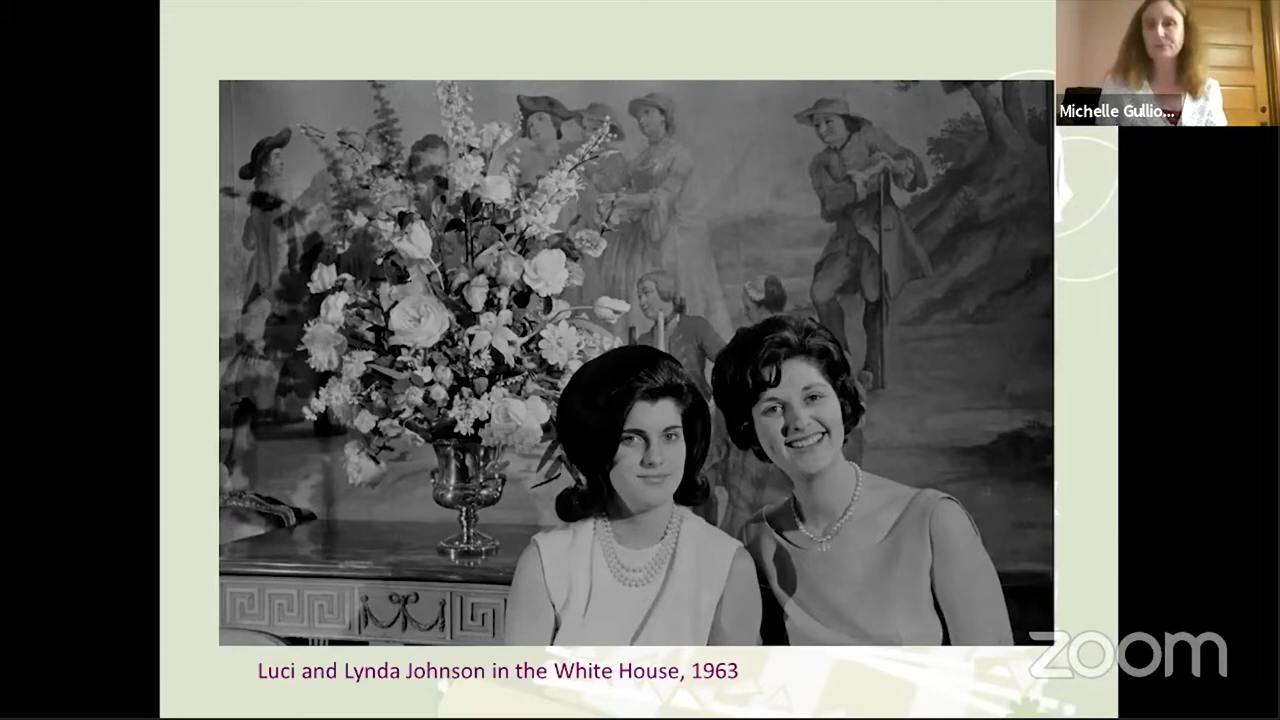 Michelle Gullio...
Luci and Lynda Johnson in the White House, 1963
zoom